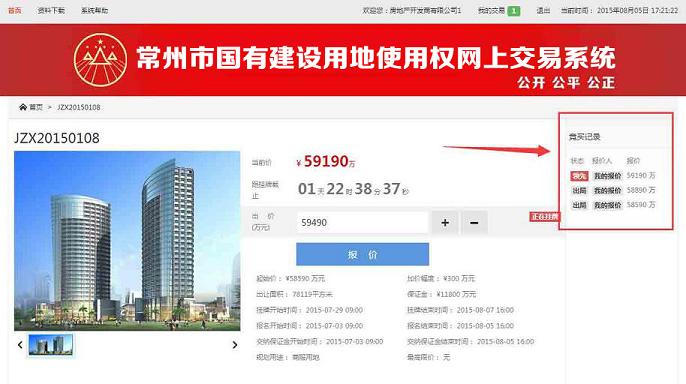 首页 资料下载 系统帮助 欢迎您：房地产开发商有限公司1 我的交易 1 退出 当前时间： 2015年08月05日 17:21:22
常州市国有建设用地使用权网上交易系统
公开 公平 公正
首页 > JZX20150108
JZX20150108
当前价 ¥ 59190万
距挂牌截止 01天22时38分37秒
出 价(万元) 59490 + − 正在挂牌
报 价
起始价： ¥58590 万元 加价幅度： ¥300 万元
出让面积： 78119平方米 保证金： ¥11800 万元
挂牌开始时间： 2015-07-29 09:00 挂牌结束时间： 2015-08-07 16:00
报名开始时间： 2015-07-03 09:00 报名结束时间： 2015-08-05 16:00
交纳保证金开始时间： 2015-07-03 09:00 交纳保证金结束时间： 2015-08-05 16:00
规划用途： 商服用地 最高限价： 无
竞买记录
状态 报价人 报价
领先 我的报价 59190 万
出局 我的报价 58890 万
出局 我的报价 58590 万